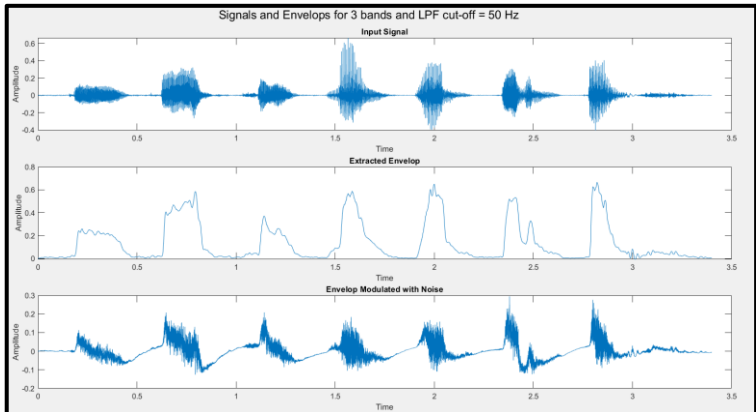 Signals and Envelops for 3 bands and LPF cut-off = 50 Hz
Input Signal
0.6
0.4
0.2
0
-0.2
-0.4
Amplitude
0 0.5 1 1.5 2 2.5 3 3.5
Time
Extracted Envelop
0.8
0.6
0.4
0.2
0
Amplitude
0 0.5 1 1.5 2 2.5 3 3.5
Time
Envelop Modulated with Noise
0.3
0.2
0.1
0
-0.1
-0.2
Amplitude
0 0.5 1 1.5 2 2.5 3 3.5
Time